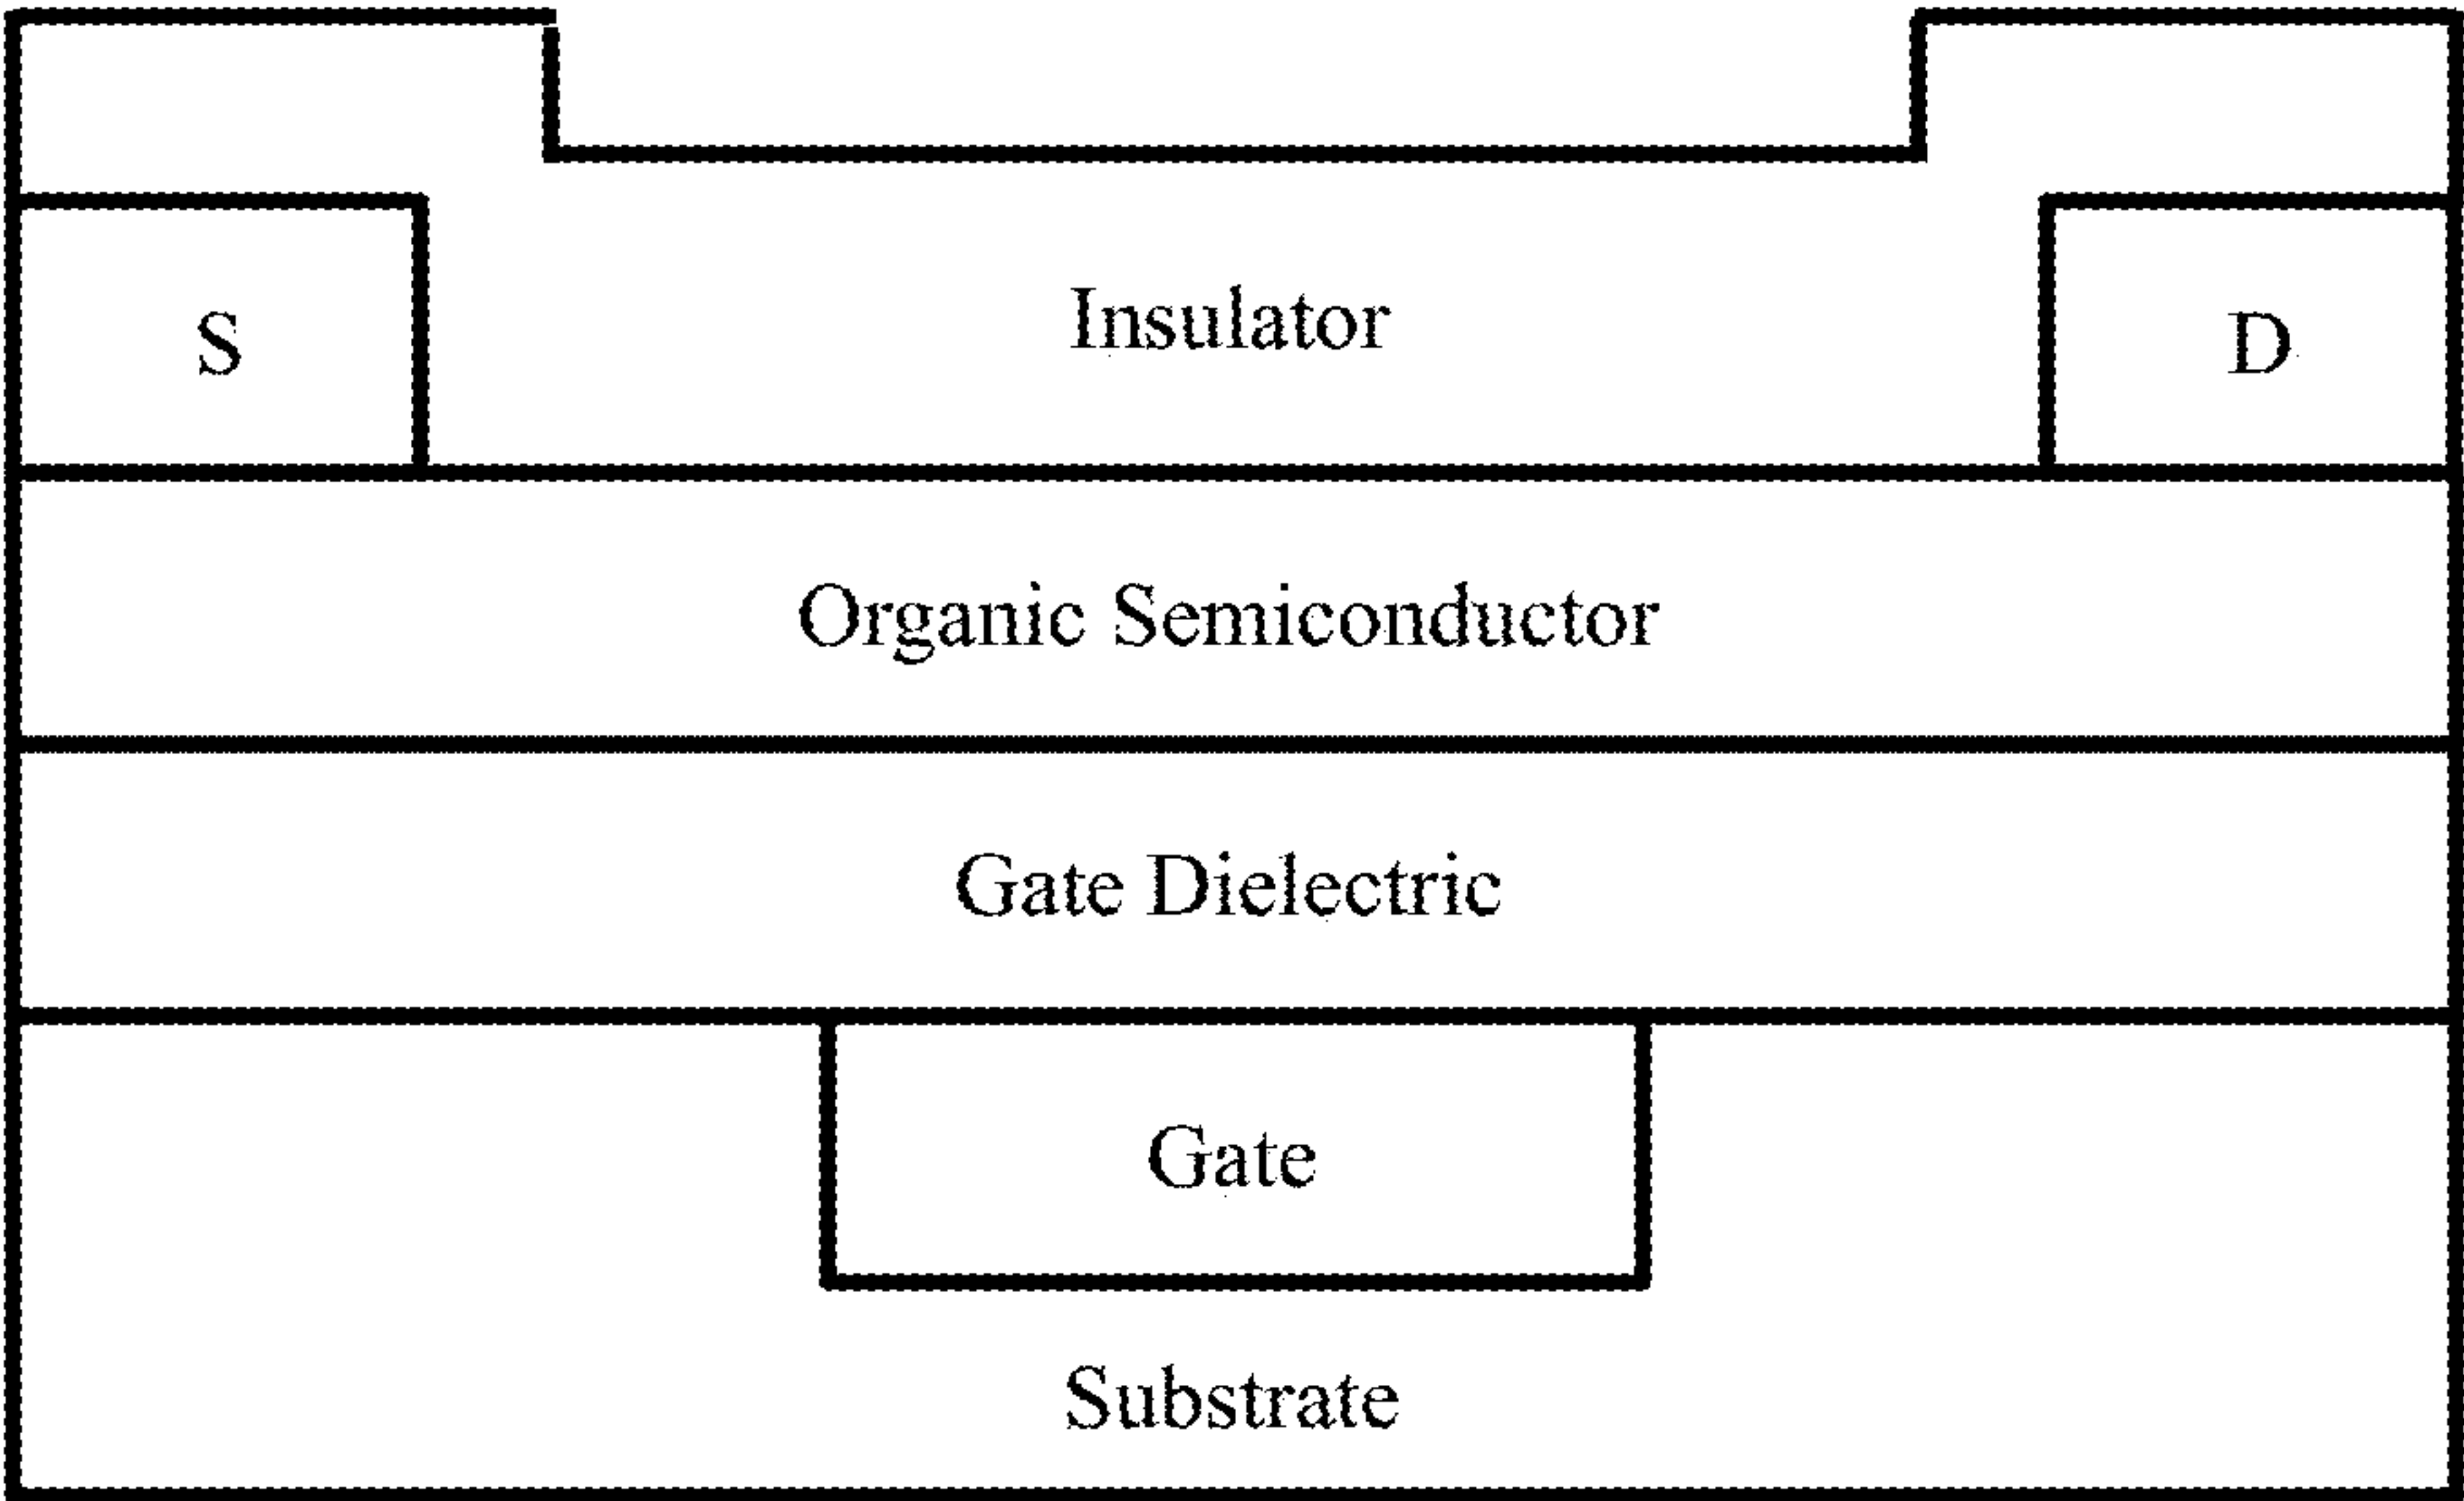 Insulator
S
D
Organic Semiconductor
Gate Dielectric
Gate
Substrate